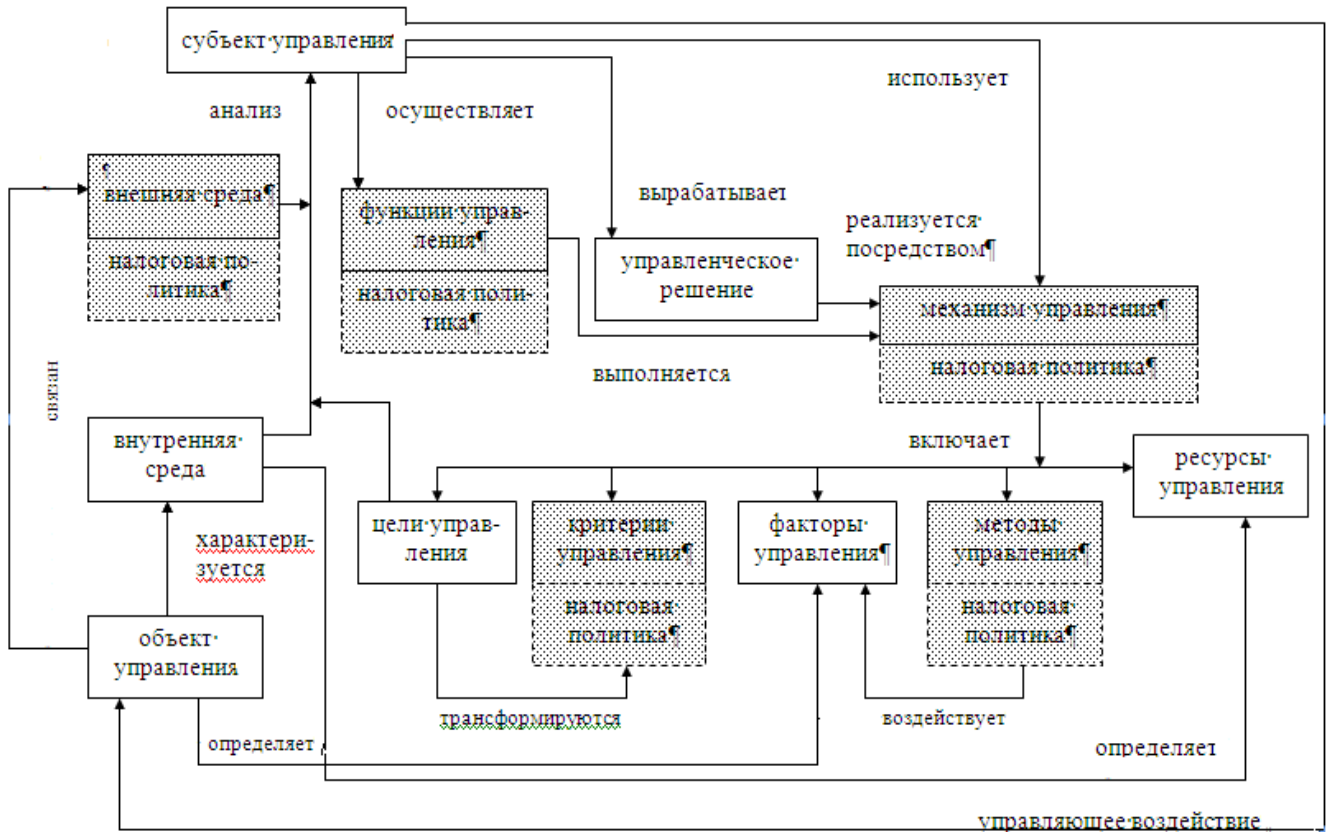 субъект·управления
анализ
осуществляет
использует
¶
внешняя·среда¶
налоговая·по-
литика¶
функции·управ-
ления¶
налоговая·поли-
тика¶
вырабатывает
управленческое·
решение
реализуется·
посредством¶
механизм·управления¶
налоговая·политика¶
выполняется
связан
внутренняя·
среда
включает
ресурсы·
управления
характери-
зуется
цели·управ-
ления
критерии·
управления¶
налоговая·
политика¶
факторы·
управления¶
методы·
управления¶
налоговая·
политика¶
объект·
управления
трансформируются
воздействует
определяет
определяет
управляющее·воздействие